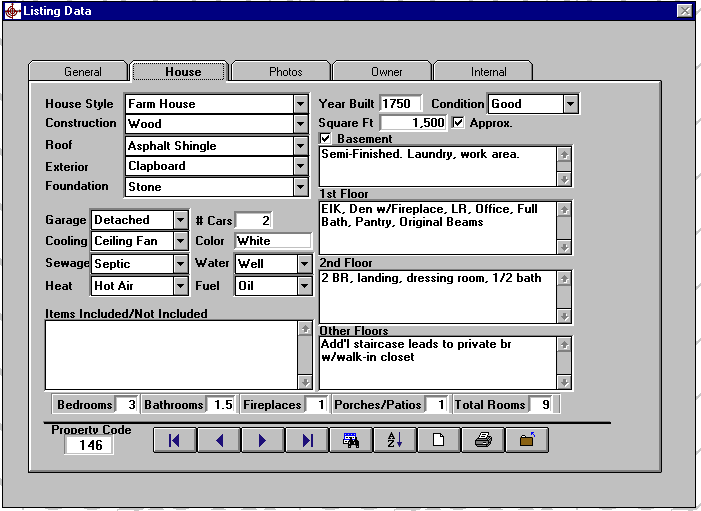 Listing Data
General House Photos Owner Internal
House Style Farm House Year Built 1750 Condition Good
Construction Wood Square Ft 1,500 Approx.
Roof Asphalt Shingle Basement
Exterior Clapboard Semi-Finished. Laundry, work area.
Foundation Stone
1st Floor
Garage Detached # Cars 2 EIK, Den w/Fireplace, LR, Office, Full
Cooling Ceiling Fan Color White Bath, Pantry, Original Beams
Sewage Septic Water Well 2nd Floor
Heat Hot Air Fuel Oil 2 BR, landing, dressing room, 1/2 bath
Items Included/Not Included
Other Floors
Add'l staircase leads to private br
w/walk-in closet
Bedrooms 3 Bathrooms 1.5 Fireplaces 1 Porches/Patios 1 Total Rooms 9
Property Code
146
A
Z